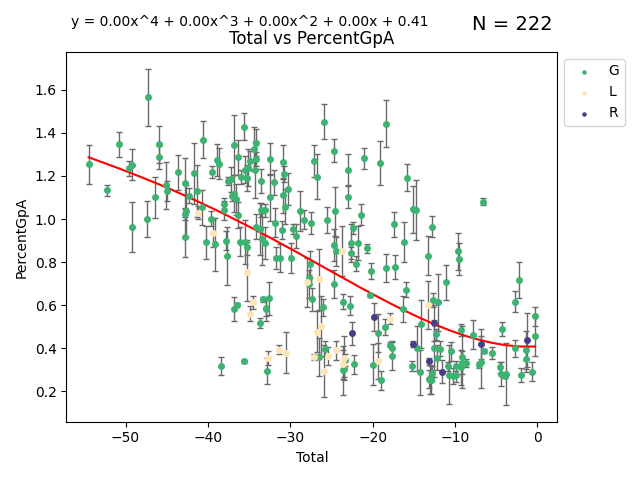 y = 0.00x^4 + 0.00x^3 + 0.00x^2 + 0.00x + 0.41
N = 222
Total vs PercentGpA
G
L
R
PercentGpA
1.6
1.4
1.2
1.0
0.8
0.6
0.4
0.2
−50 −40 −30 −20 −10 0
Total